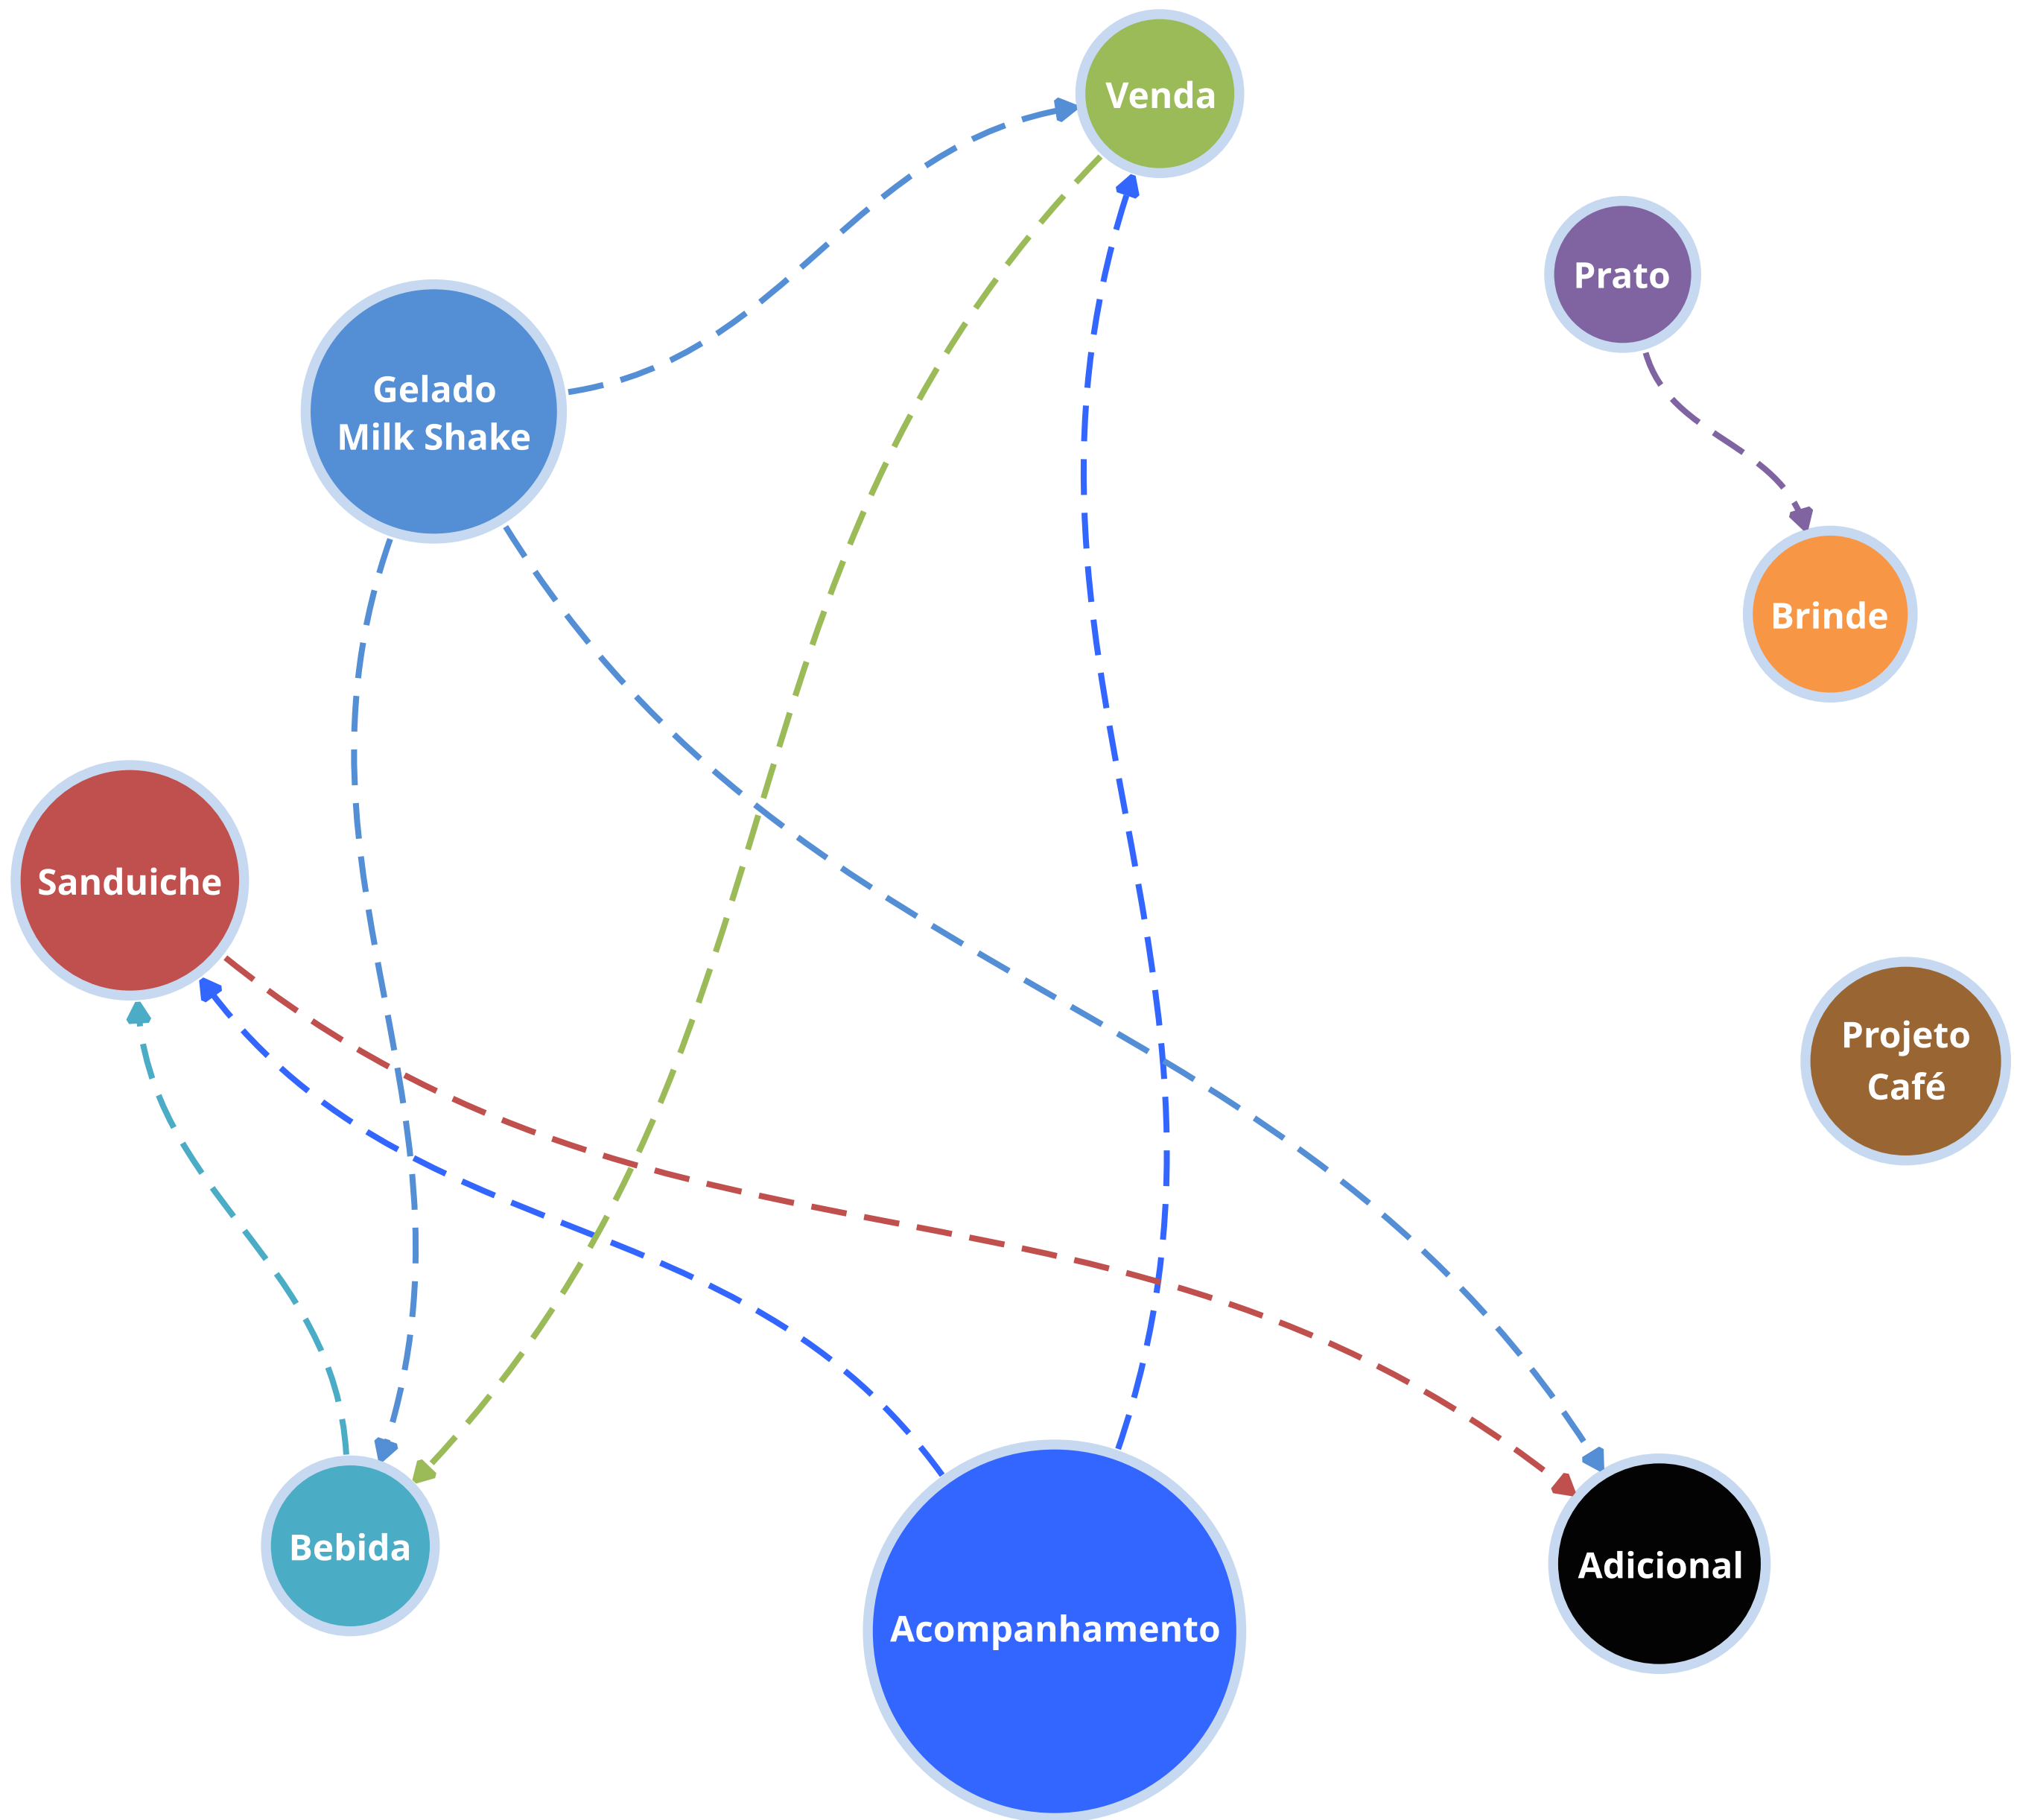 Venda
Prato
Gelado
Milk Shake
Brinde
Sanduiche
Projeto
Café
Bebida
Acompanhamento
Adicional